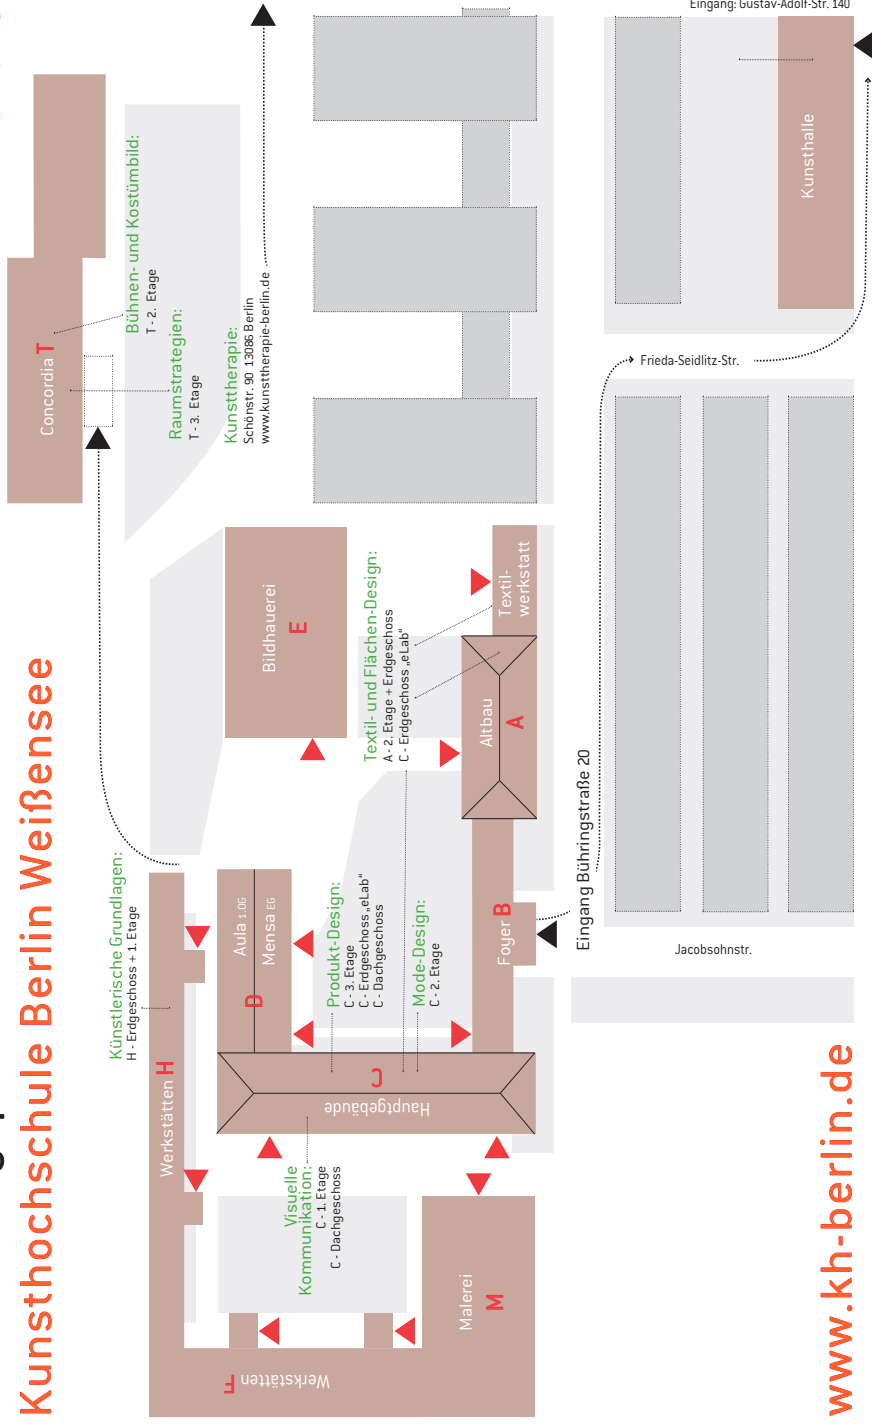 Kunsthochschule Berlin Weißensee
Künstlerische Grundlagen:
H - Erdgeschoss + 1. Etage
Werkstätten H
Concordia T
Bühnen- und Kostümbild:
T - 2. Etage
Raumstrategien:
T - 3. Etage
Kunsttherapie:
Schönstr. 90 13086 Berlin
www.kunsttherapie-berlin.de
Aula 1.OG
D
Mensa EG
Bildhauerei
E
Visuelle
Kommunikation:
C - 1. Etage
C - Dachgeschoss
Hauptgebäude
C
Produkt-Design:
C - 3. Etage
C - Erdgeschoss „eLab“
C - Dachgeschoss
Mode-Design:
C - 2. Etage
Textil- und Flächen-Design:
A - 2. Etage + Erdgeschoss
C - Erdgeschoss „eLab“
Werkstätten F
Malerei
M
Foyer B
Altbau
A
Textil-
werkstatt
Eingang Bühringstraße 20
Frieda-Seidlitz-Str.
Jacobsohnstr.
Kunsthalle
Eingang: Gustav-Adolf-Str. 140
www.kh-berlin.de